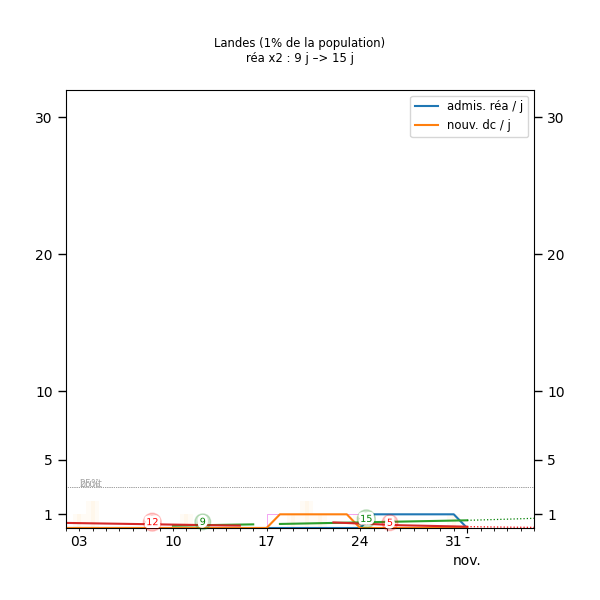 Landes (1% de la population)
réa x2 : 9 j –> 15 j
admis. réa / j
nouv. dc / j
30 30
20 20
10 10
5 5
1 1
12 9 15 5
03 10 17 24 31 -
nov.